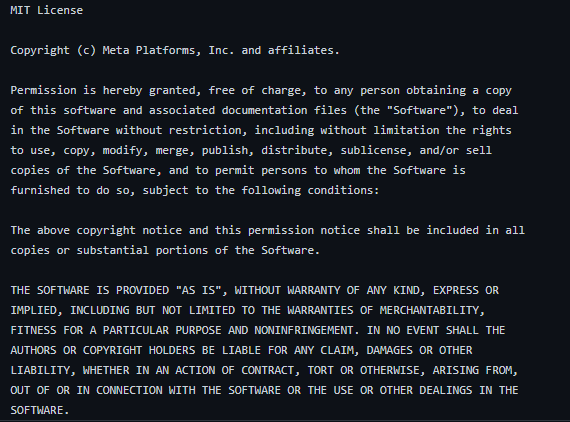 MIT License
Copyright (c) Meta Platforms, Inc. and affiliates.
Permission is hereby granted, free of charge, to any person obtaining a copy
of this software and associated documentation files (the "Software"), to deal
in the Software without restriction, including without limitation the rights
to use, copy, modify, merge, publish, distribute, sublicense, and/or sell
copies of the Software, and to permit persons to whom the Software is
furnished to do so, subject to the following conditions:
The above copyright notice and this permission notice shall be included in all
copies or substantial portions of the Software.
THE SOFTWARE IS PROVIDED "AS IS", WITHOUT WARRANTY OF ANY KIND, EXPRESS OR
IMPLIED, INCLUDING BUT NOT LIMITED TO THE WARRANTIES OF MERCHANTABILITY,
FITNESS FOR A PARTICULAR PURPOSE AND NONINFRINGEMENT. IN NO EVENT SHALL THE
AUTHORS OR COPYRIGHT HOLDERS BE LIABLE FOR ANY CLAIM, DAMAGES OR OTHER
LIABILITY, WHETHER IN AN ACTION OF CONTRACT, TORT OR OTHERWISE, ARISING FROM,
OUT OF OR IN CONNECTION WITH THE SOFTWARE OR THE USE OR OTHER DEALINGS IN THE
SOFTWARE.